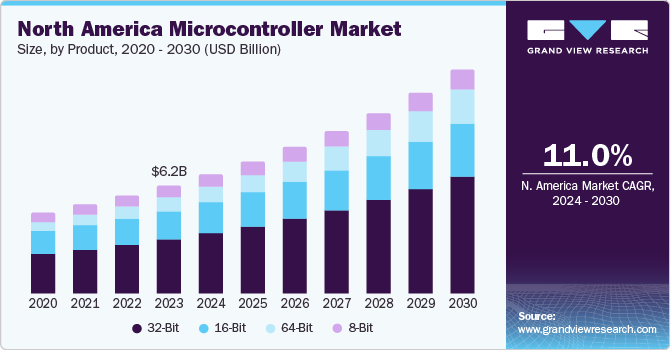 North America Microcontroller Market
Size, by Product, 2020 - 2030 (USD Billion)
$6.2B
2020 2021 2022 2023 2024 2025 2026 2027 2028 2029 2030
32-Bit 16-Bit 64-Bit 8-Bit
GRAND VIEW RESEARCH
11.0%
N. America Market CAGR,
2024 - 2030
Source:
www.grandviewresearch.com